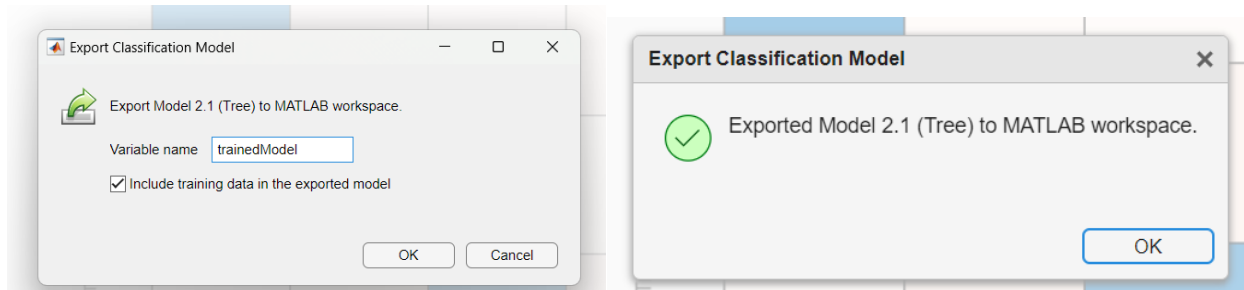 Export Classification Model
Export Model 2.1 (Tree) to MATLAB workspace.
Variable name trainedModel
Include training data in the exported model
OK Cancel
Export Classification Model
Exported Model 2.1 (Tree) to MATLAB workspace.
OK